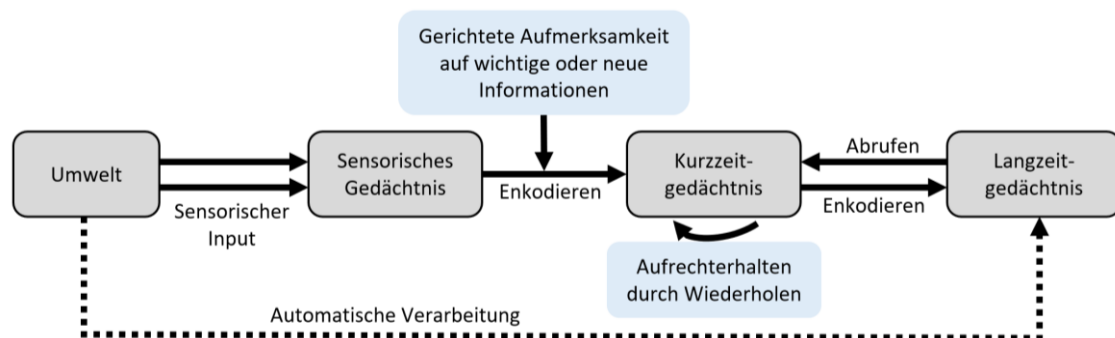 Gerichtete Aufmerksamkeit
auf wichtige oder neue
Informationen
Umwelt
Sensorischer
Input
Sensorisches
Gedächtnis
Enkodieren
Kurzzeit-
gedächtnis
Abrufen
Enkodieren
Langzeit-
gedächtnis
Aufrechterhalten
durch Wiederholen
Automatische Verarbeitung